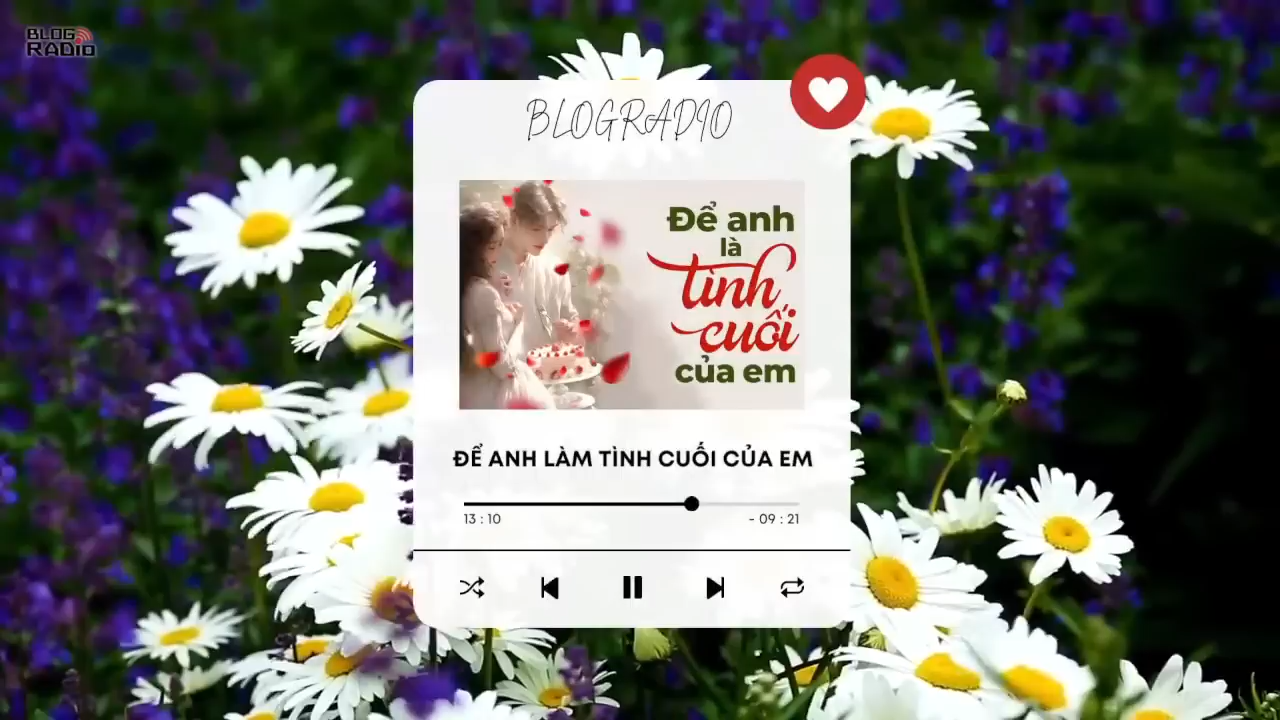 BLOG
RADIO
BLOGRADIO
Để anh
là
tình
cuối
của em
ĐỂ ANH LÀM TÌNH CUỐI CỦA EM
13 : 10
- 09 : 21